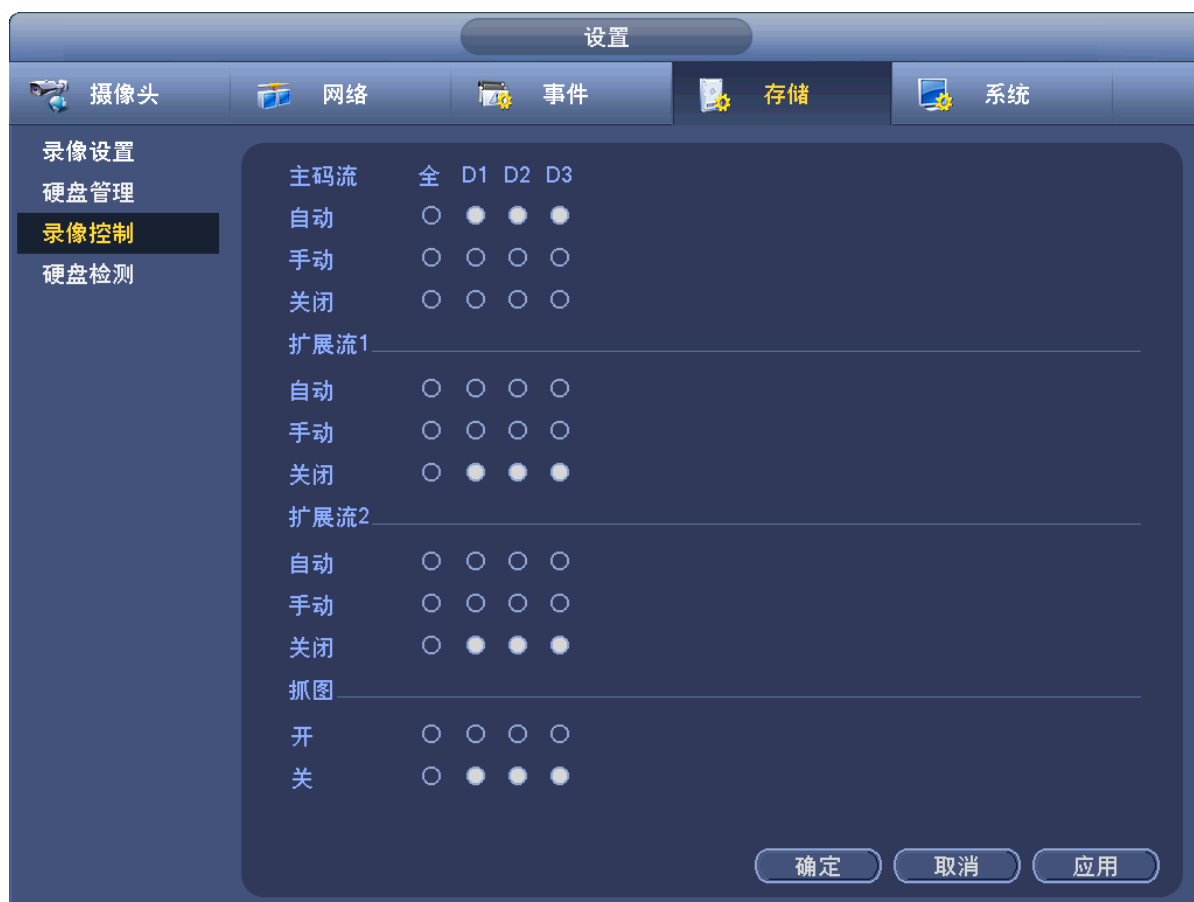 设置
摄像头 网络 事件 存储 系统
录像设置
硬盘管理
录像控制
硬盘检测
主码流 全 D1 D2 D3
自动
手动
关闭
扩展流1
自动
手动
关闭
扩展流2
自动
手动
关闭
抓图
开
关
确定 取消 应用